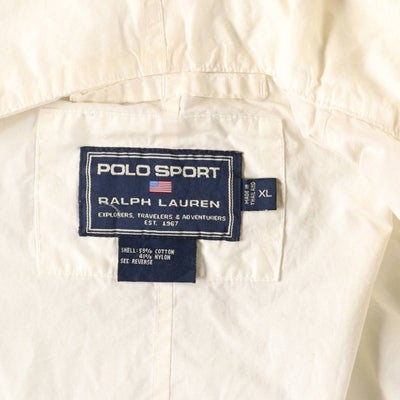 POLO SPORT
RALPH LAUREN
EXPLORERS, TRAVELERS & ADVENTURERS
EST. 1967
MADE IN
THAILAND
XL
SHELL: 59% COTTON
41% NYLON
SEE REVERSE